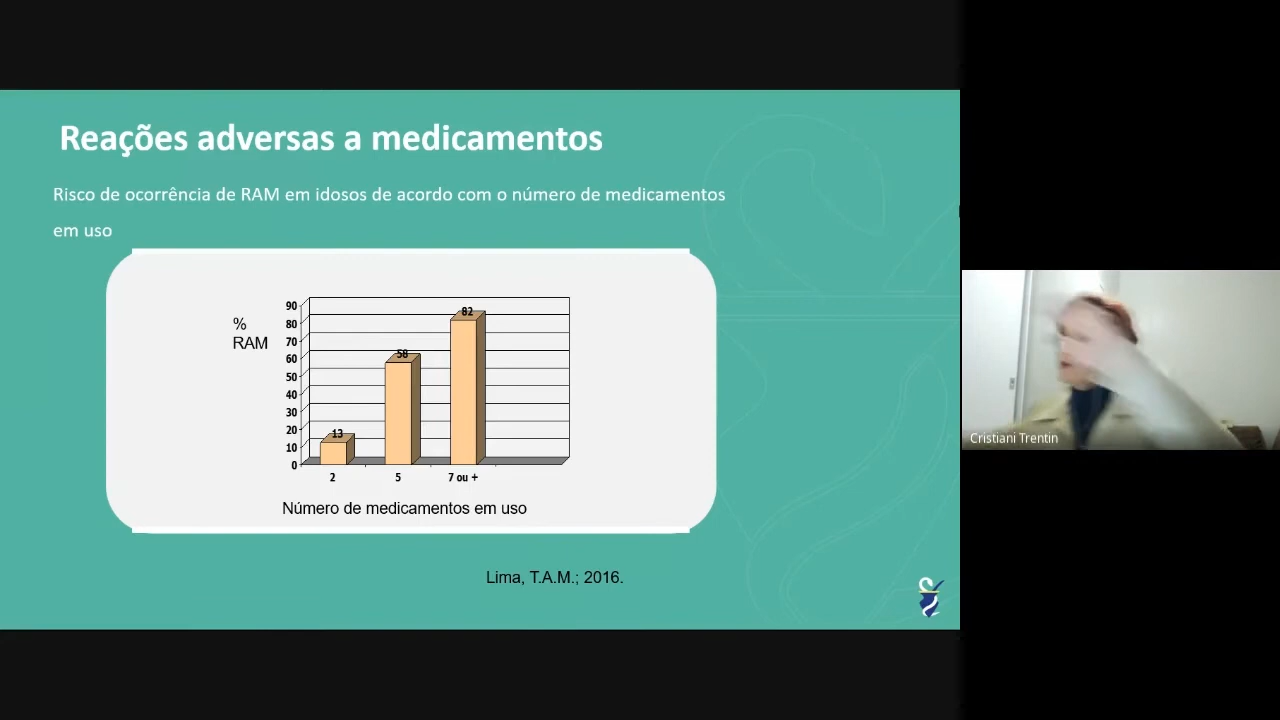 Reações adversas a medicamentos
Risco de ocorrência de RAM em idosos de acordo com o número de medicamentos
em uso
%
RAM
90
80
70
60
50
40
30
20
10
0
13
58
82
2
5
7 ou +
Número de medicamentos em uso
Lima, T.A.M.; 2016.
Cristiani Trentin